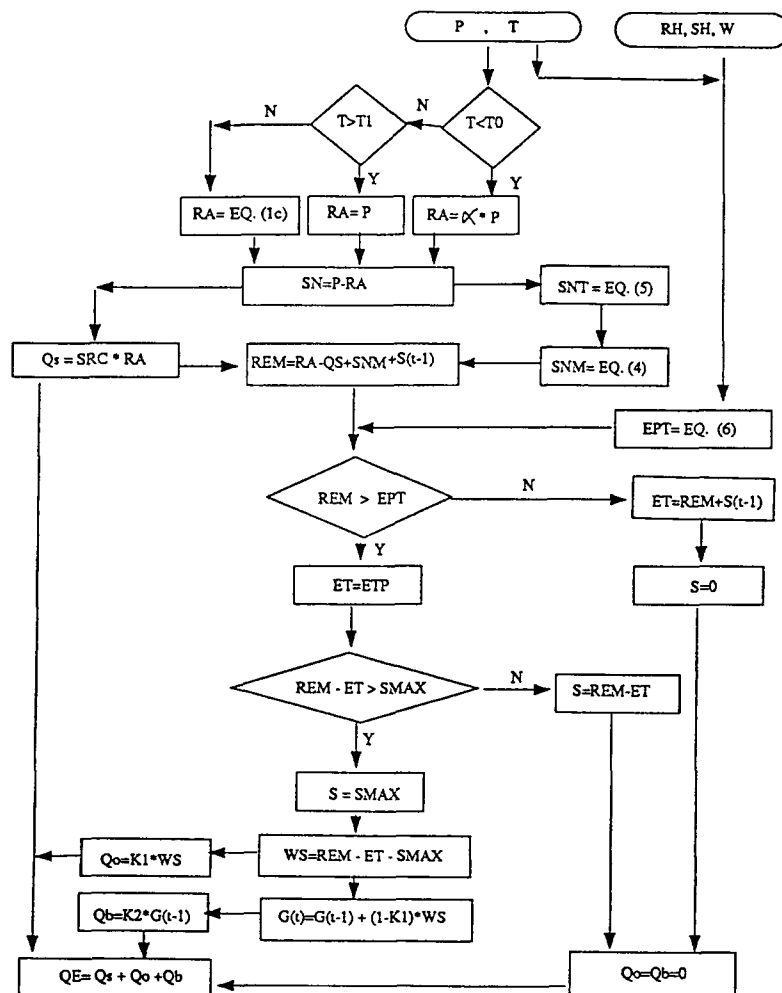 P , T
RH, SH, W
T>T1
N
T<T0
N
Y
Y
RA= EQ. (1c)
RA= P
RA=∝* P
SN=P-RA
SNT = EQ. (5)
Qs = SRC * RA
REM=RA-QS+SNM+S(t-1)
SNM= EQ. (4)
EPT= EQ. (6)
REM > EPT
N
ET=REM+S(t-1)
Y
ET=ETP
S=0
REM - ET > SMAX
N
S=REM-ET
Y
S = SMAX
Qo=K1*WS
WS=REM - ET - SMAX
Qb=K2*G(t-1)
G(t)=G(t-1) + (1-K1)*WS
QE= Qs + Qo +Qb
Qo=Qb=0